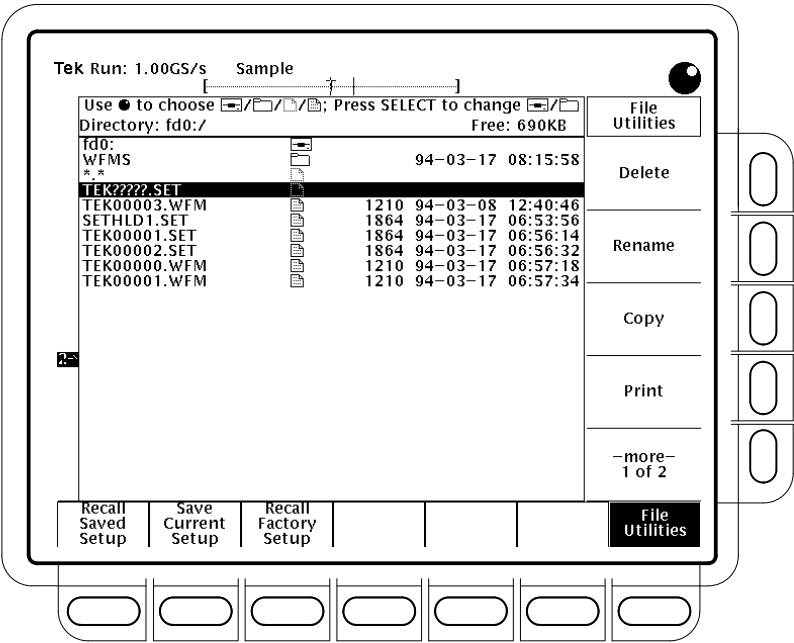 Tek Run: 1.00GS/s Sample
Use to choose / / / ; Press SELECT to change /
Directory: fd0:/ Free: 690KB
fd0:
WFMS 94-03-17 08:15:58
*.*
TEK?????.SET
TEK00003.WFM 1210 94-03-08 12:40:46
SETHLD1.SET 1864 94-03-17 06:53:56
TEK00001.SET 1864 94-03-17 06:56:14
TEK00002.SET 1864 94-03-17 06:56:32
TEK00000.WFM 1210 94-03-17 06:57:18
TEK00001.WFM 1210 94-03-17 06:57:34
File
Utilities
Delete
Rename
Copy
Print
-more-
1 of 2
2->
Recall
Saved
Setup
Save
Current
Setup
Recall
Factory
Setup
File
Utilities